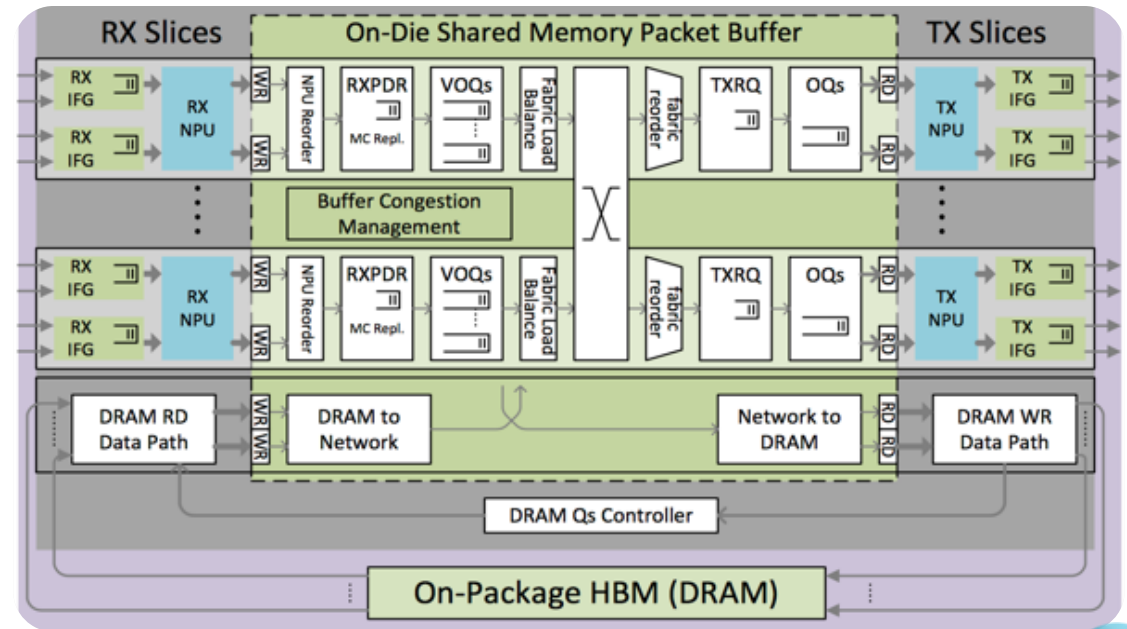 RX Slices
On-Die Shared Memory Packet Buffer
TX Slices
RX
IFG
RX
IFG
RX
NPU
WR
WR
NPU Reorder
RXPDR
MC Repl.
VOQs
Fabric Load
Balance
fabric
reorder
TXRQ
OQs
RD
RD
TX
NPU
TX
IFG
TX
IFG
Buffer Congestion
Management
RX
IFG
RX
IFG
RX
NPU
WR
WR
NPU Reorder
RXPDR
MC Repl.
VOQs
Fabric Load
Balance
fabric
reorder
TXRQ
OQs
RD
RD
TX
NPU
TX
IFG
TX
IFG
DRAM RD
Data Path
WR
WR
DRAM to
Network
Network to
DRAM
RD
RD
DRAM WR
Data Path
DRAM Qs Controller
On-Package HBM (DRAM)